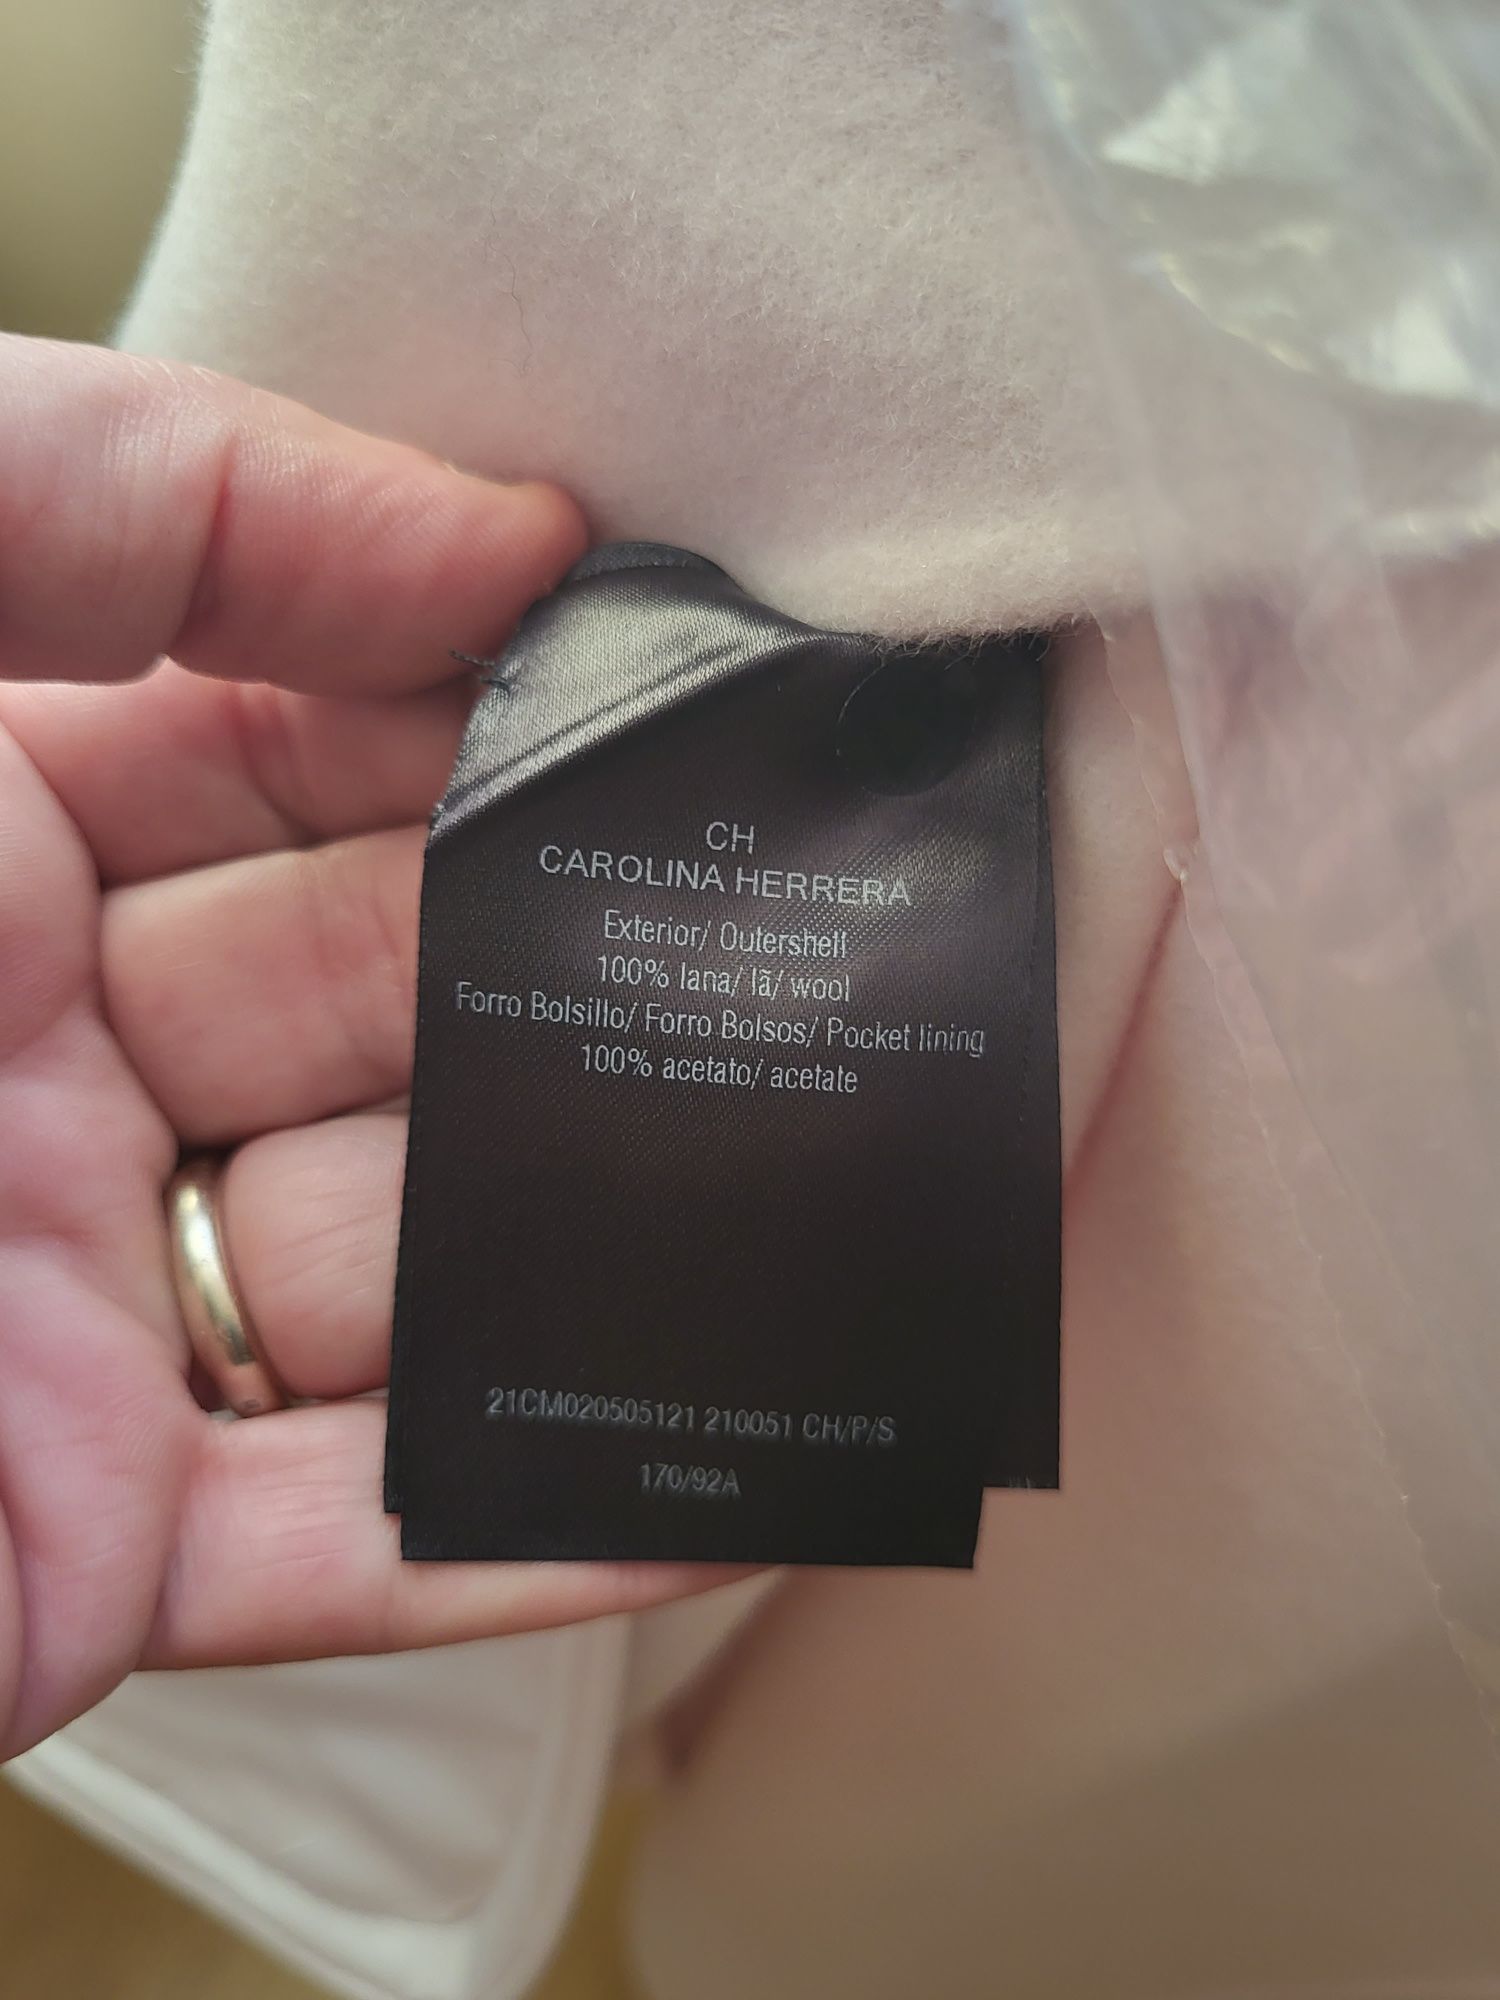 CH
CAROLINA HERRERA
Exterior/ Outershell
100% lana/ lã/ wool
Forro Bolsillo/ Forro Bolsos/ Pocket lining
100% acetato/ acetate
21CM020505121 210051 CH/P/S
170/92A